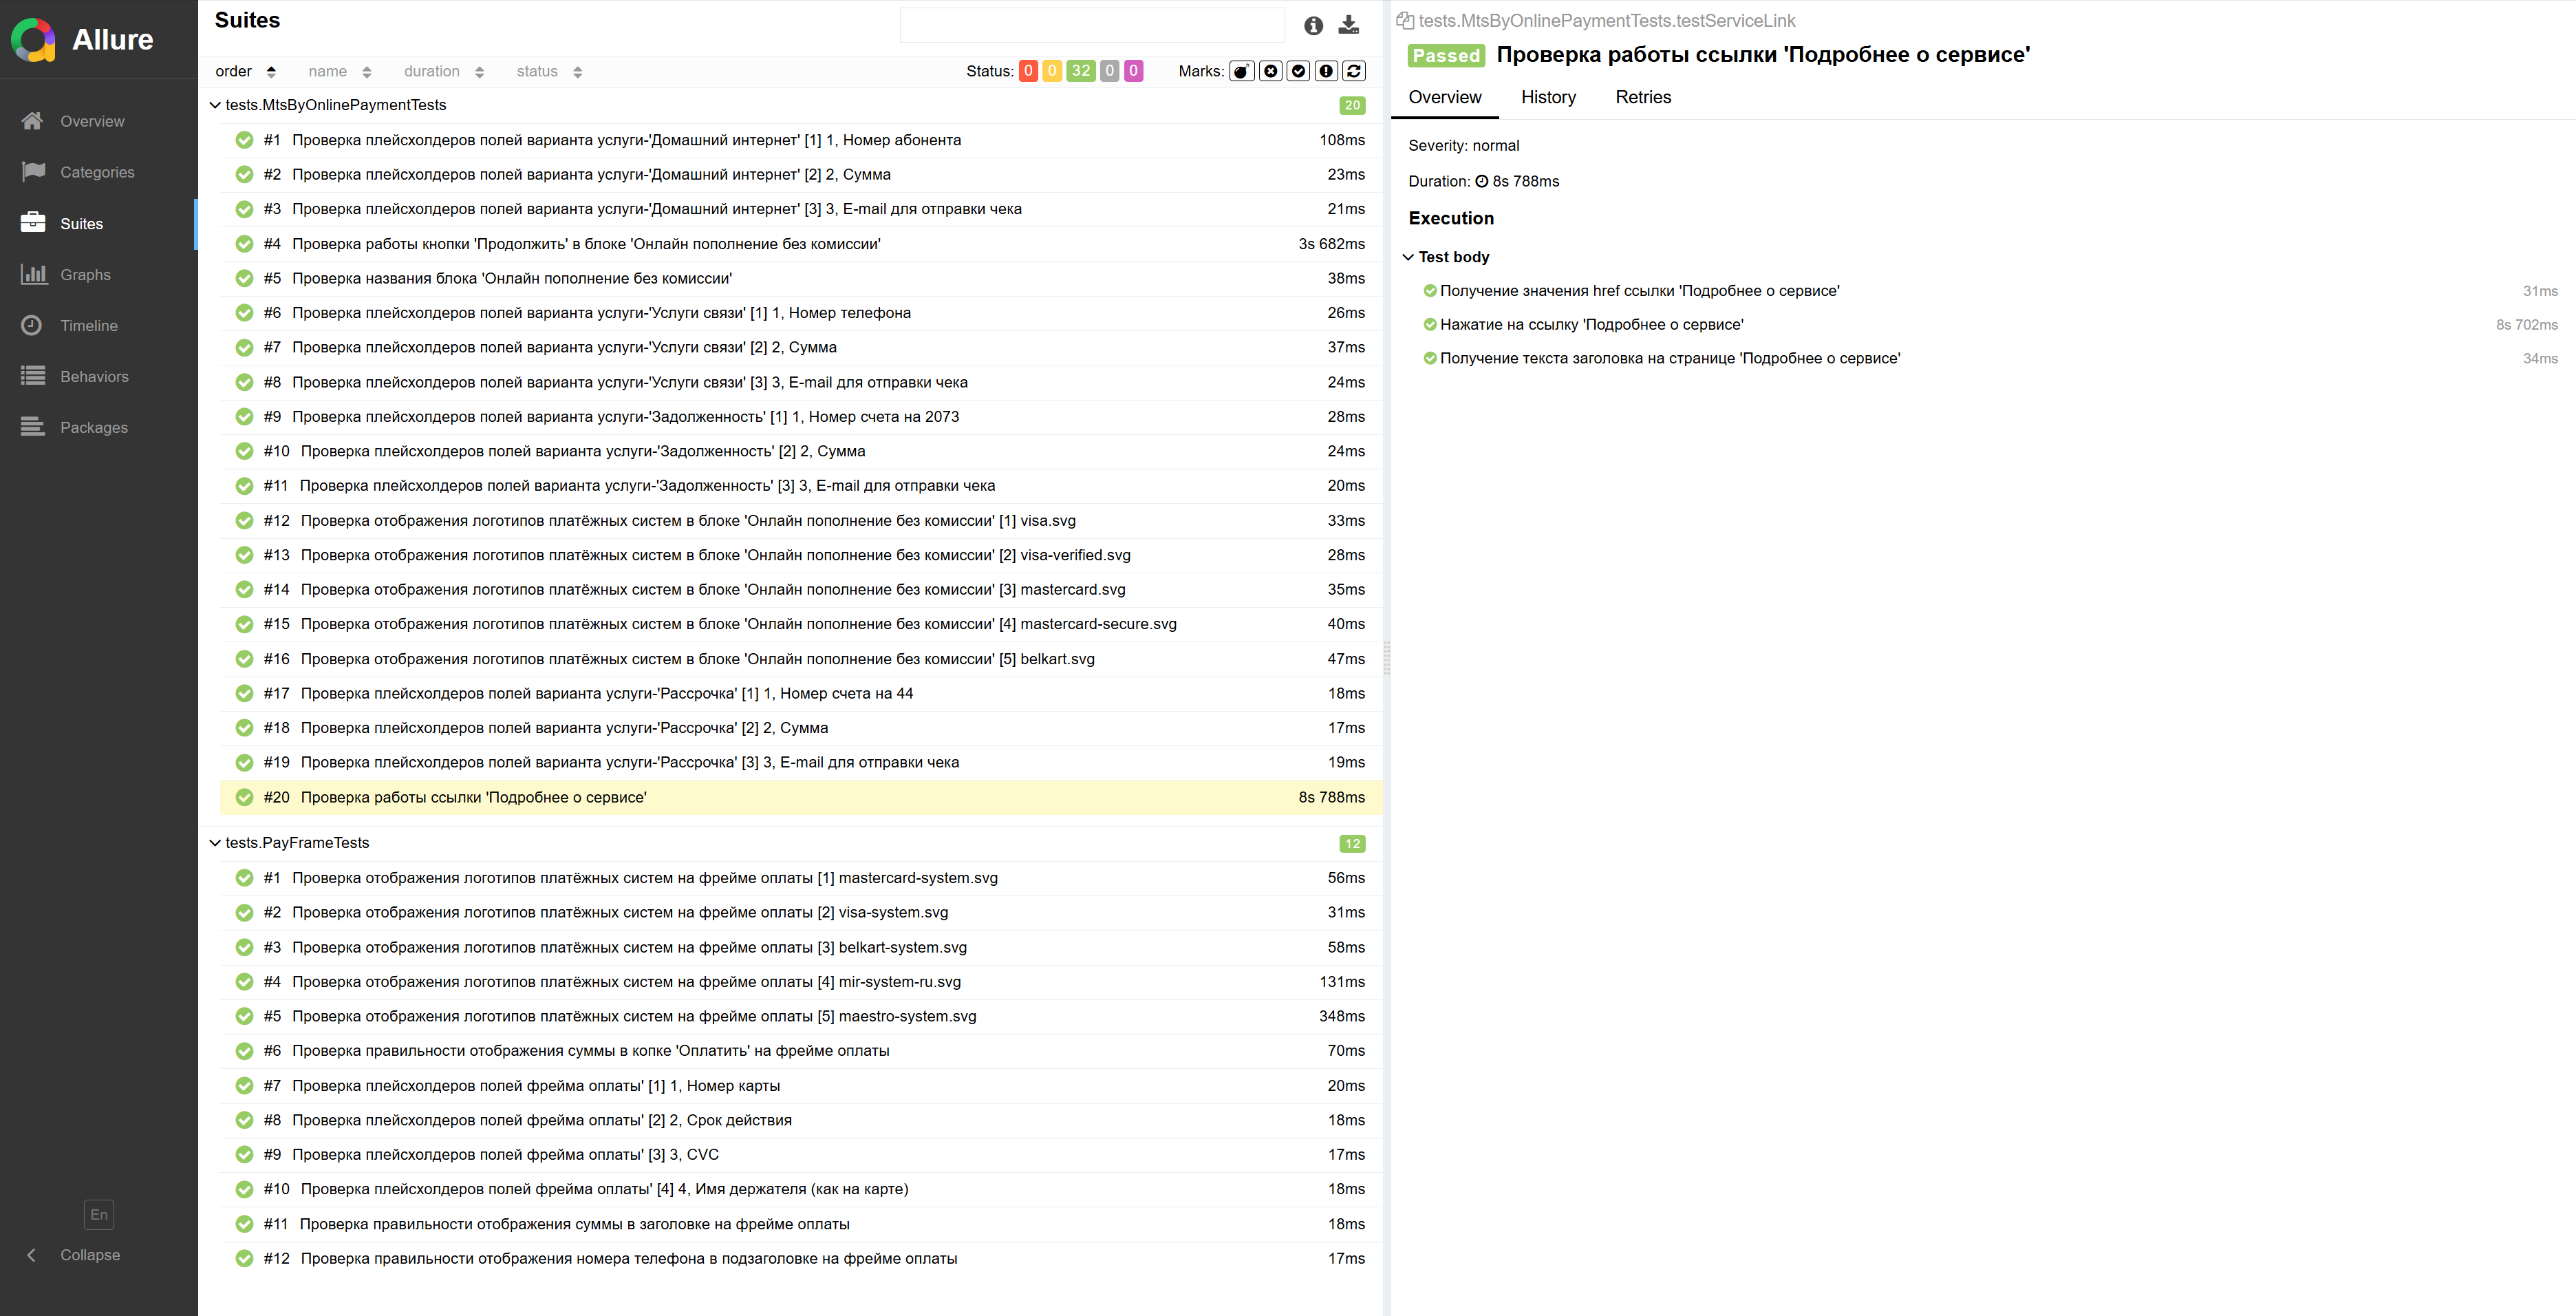 Allure
Overview
Categories
Suites
Graphs
Timeline
Behaviors
Packages
En
Collapse
Suites
order name duration status Status: 0 0 32 0 0 Marks:
tests.MtsByOnlinePaymentTests 20
#1 Проверка плейсхолдеров полей варианта услуги-'Домашний интернет' [1] 1, Номер абонента 108ms
#2 Проверка плейсхолдеров полей варианта услуги-'Домашний интернет' [2] 2, Сумма 23ms
#3 Проверка плейсхолдеров полей варианта услуги-'Домашний интернет' [3] 3, E-mail для отправки чека 21ms
#4 Проверка работы кнопки 'Продолжить' в блоке 'Онлайн пополнение без комиссии' 3s 682ms
#5 Проверка названия блока 'Онлайн пополнение без комиссии' 38ms
#6 Проверка плейсхолдеров полей варианта услуги-'Услуги связи' [1] 1, Номер телефона 26ms
#7 Проверка плейсхолдеров полей варианта услуги-'Услуги связи' [2] 2, Сумма 37ms
#8 Проверка плейсхолдеров полей варианта услуги-'Услуги связи' [3] 3, E-mail для отправки чека 24ms
#9 Проверка плейсхолдеров полей варианта услуги-'Задолженность' [1] 1, Номер счета на 2073 28ms
#10 Проверка плейсхолдеров полей варианта услуги-'Задолженность' [2] 2, Сумма 24ms
#11 Проверка плейсхолдеров полей варианта услуги-'Задолженность' [3] 3, E-mail для отправки чека 20ms
#12 Проверка отображения логотипов платёжных систем в блоке 'Онлайн пополнение без комиссии' [1] visa.svg 33ms
#13 Проверка отображения логотипов платёжных систем в блоке 'Онлайн пополнение без комиссии' [2] visa-verified.svg 28ms
#14 Проверка отображения логотипов платёжных систем в блоке 'Онлайн пополнение без комиссии' [3] mastercard.svg 35ms
#15 Проверка отображения логотипов платёжных систем в блоке 'Онлайн пополнение без комиссии' [4] mastercard-secure.svg 40ms
#16 Проверка отображения логотипов платёжных систем в блоке 'Онлайн пополнение без комиссии' [5] belkart.svg 47ms
#17 Проверка плейсхолдеров полей варианта услуги-'Рассрочка' [1] 1, Номер счета на 44 18ms
#18 Проверка плейсхолдеров полей варианта услуги-'Рассрочка' [2] 2, Сумма 17ms
#19 Проверка плейсхолдеров полей варианта услуги-'Рассрочка' [3] 3, E-mail для отправки чека 19ms
#20 Проверка работы ссылки 'Подробнее о сервисе' 8s 788ms
tests.PayFrameTests 12
#1 Проверка отображения логотипов платёжных систем на фрейме оплаты [1] mastercard-system.svg 56ms
#2 Проверка отображения логотипов платёжных систем на фрейме оплаты [2] visa-system.svg 31ms
#3 Проверка отображения логотипов платёжных систем на фрейме оплаты [3] belkart-system.svg 58ms
#4 Проверка отображения логотипов платёжных систем на фрейме оплаты [4] mir-system-ru.svg 131ms
#5 Проверка отображения логотипов платёжных систем на фрейме оплаты [5] maestro-system.svg 348ms
#6 Проверка правильности отображения суммы в копке 'Оплатить' на фрейме оплаты 70ms
#7 Проверка плейсхолдеров полей фрейма оплаты' [1] 1, Номер карты 20ms
#8 Проверка плейсхолдеров полей фрейма оплаты' [2] 2, Срок действия 18ms
#9 Проверка плейсхолдеров полей фрейма оплаты' [3] 3, CVC 17ms
#10 Проверка плейсхолдеров полей фрейма оплаты' [4] 4, Имя держателя (как на карте) 18ms
#11 Проверка правильности отображения суммы в заголовке на фрейме оплаты 18ms
#12 Проверка правильности отображения номера телефона в подзаголовке на фрейме оплаты 17ms
tests.MtsByOnlinePaymentTests.testServiceLink
Passed Проверка работы ссылки 'Подробнее о сервисе'
Overview History Retries
Severity: normal
Duration: 8s 788ms
Execution
Test body
Получение значения href ссылки 'Подробнее о сервисе' 31ms
Нажатие на ссылку 'Подробнее о сервисе' 8s 702ms
Получение текста заголовка на странице 'Подробнее о сервисе' 34ms